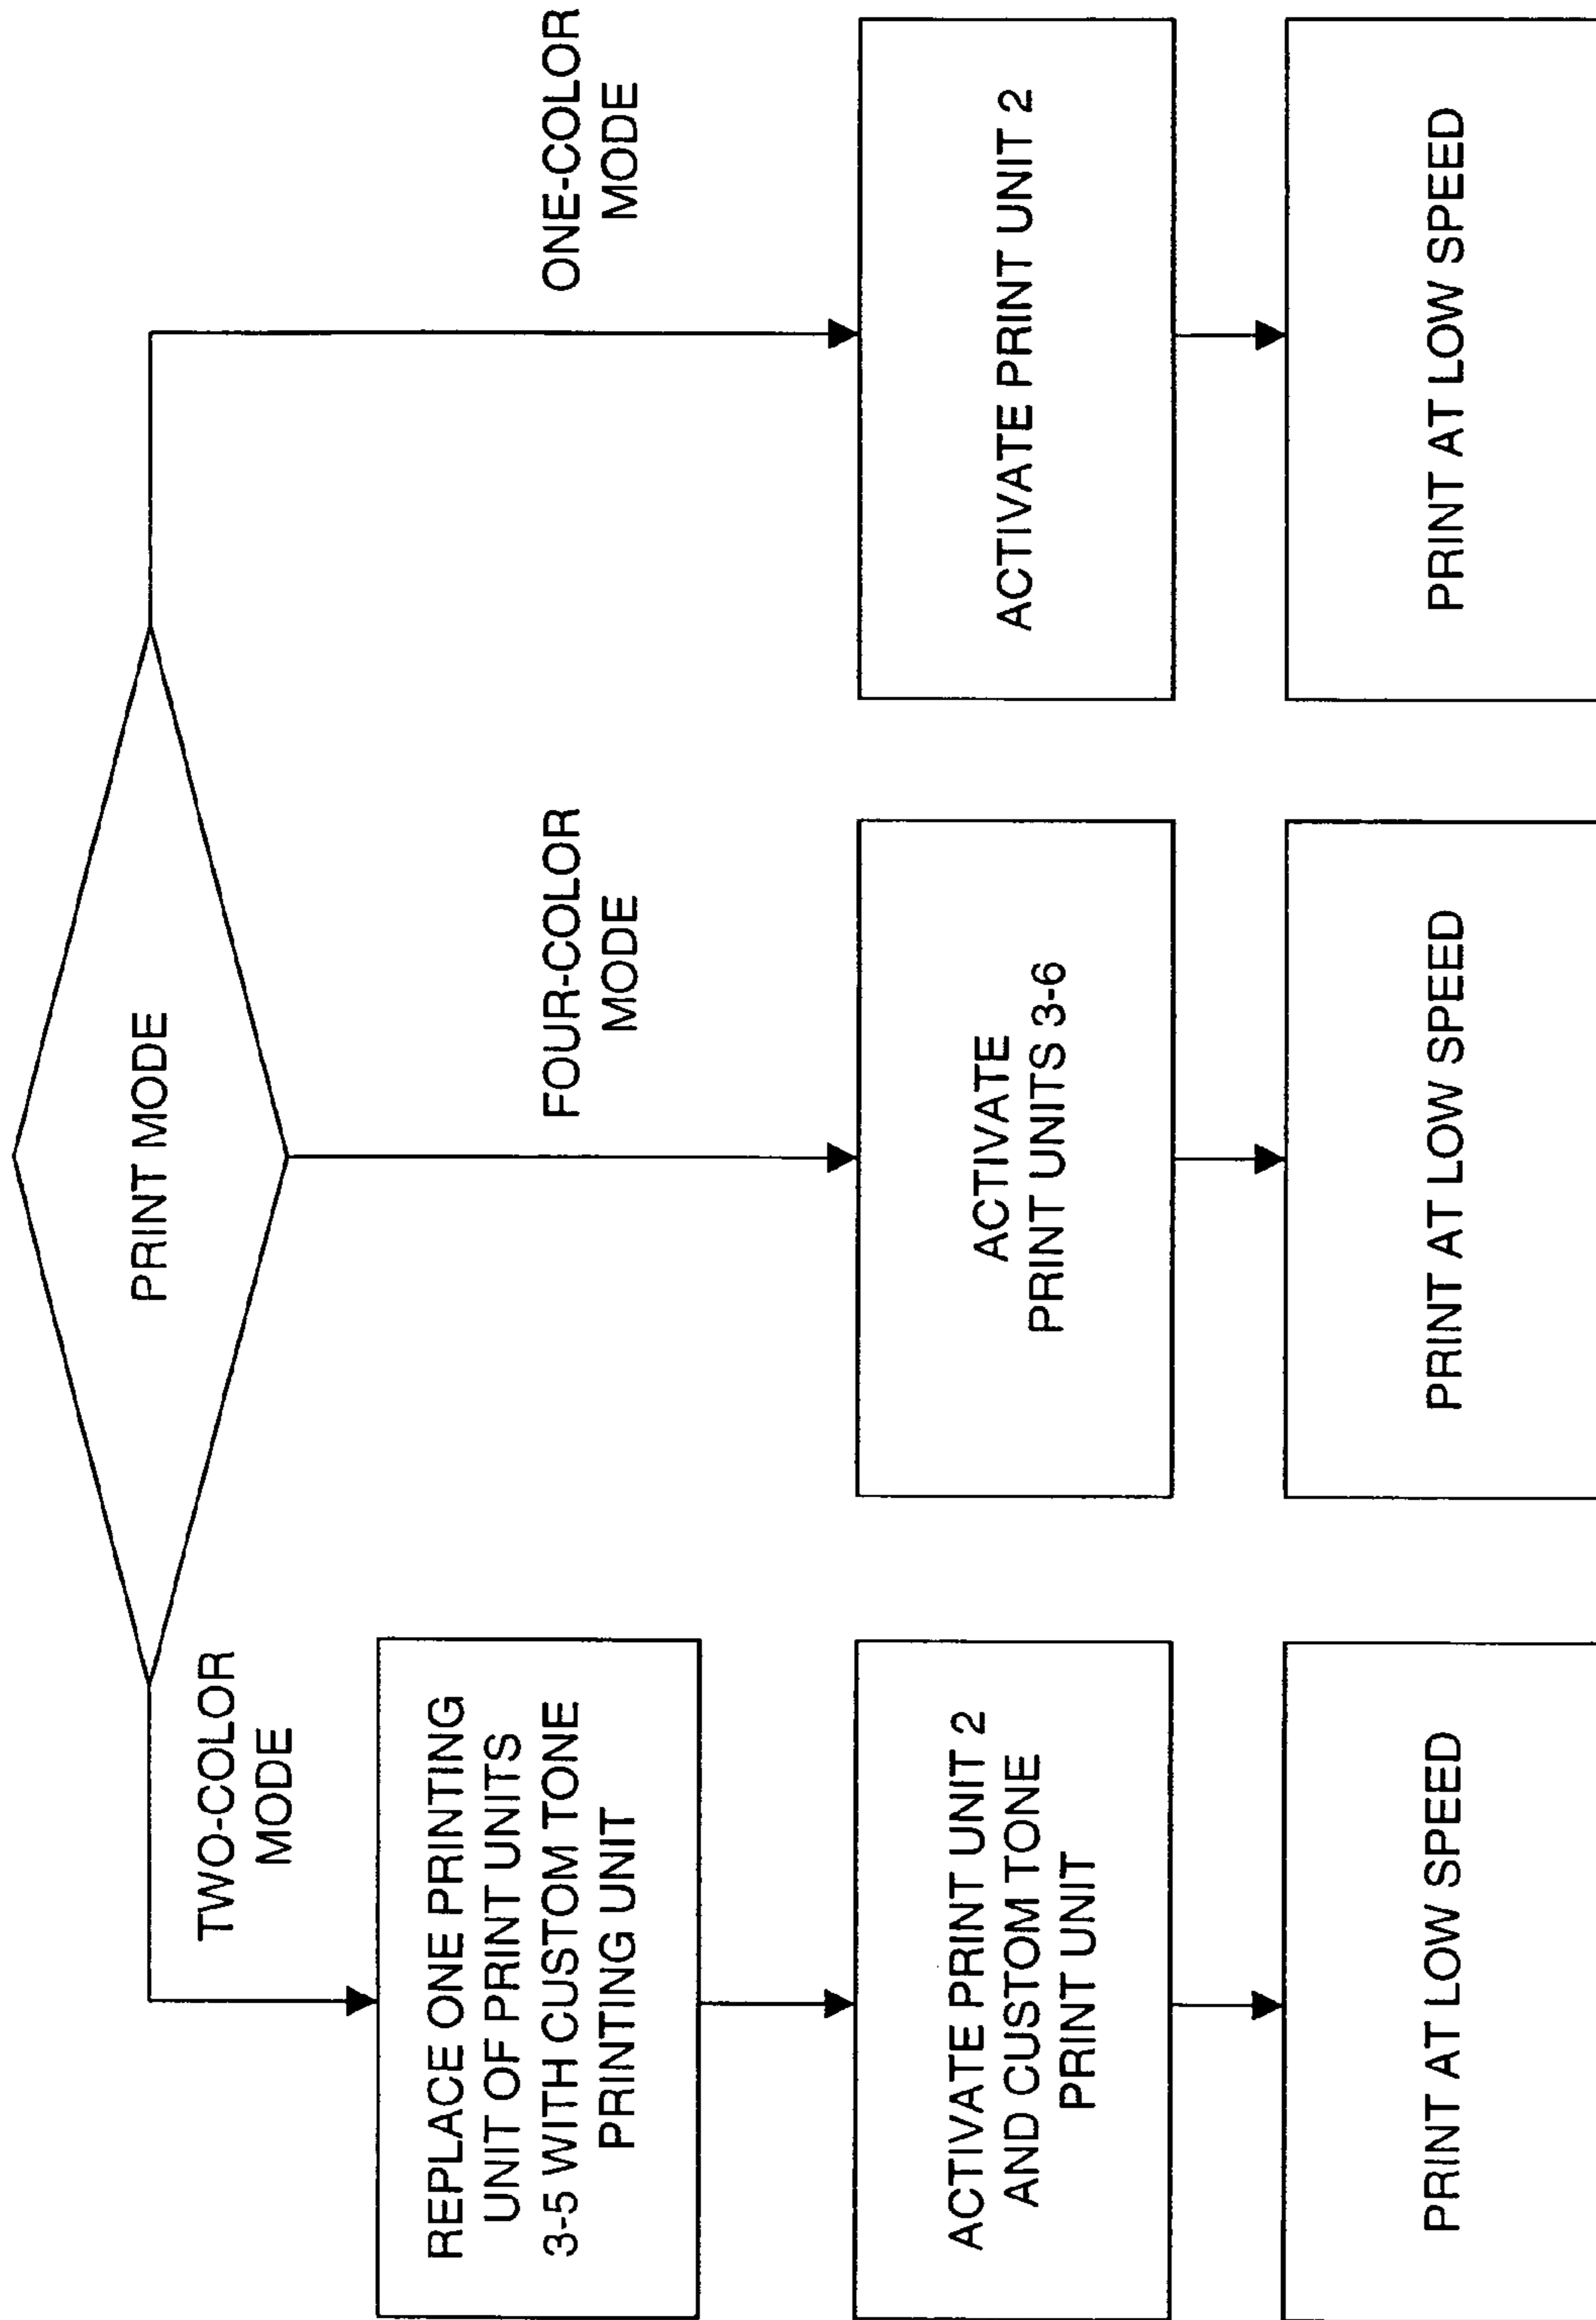 PRINT MODE
TWO-COLOR
MODE
FOUR-COLOR
MODE
ONE-COLOR
MODE
REPLACE ONE PRINTING
UNIT OF PRINT UNITS
3-5 WITH CUSTOM TONE
PRINTING UNIT
ACTIVATE PRINT UNIT 2
AND CUSTOM TONE
PRINT UNIT
ACTIVATE
PRINT UNITS 3-6
ACTIVATE PRINT UNIT 2
PRINT AT LOW SPEED
PRINT AT LOW SPEED
PRINT AT LOW SPEED